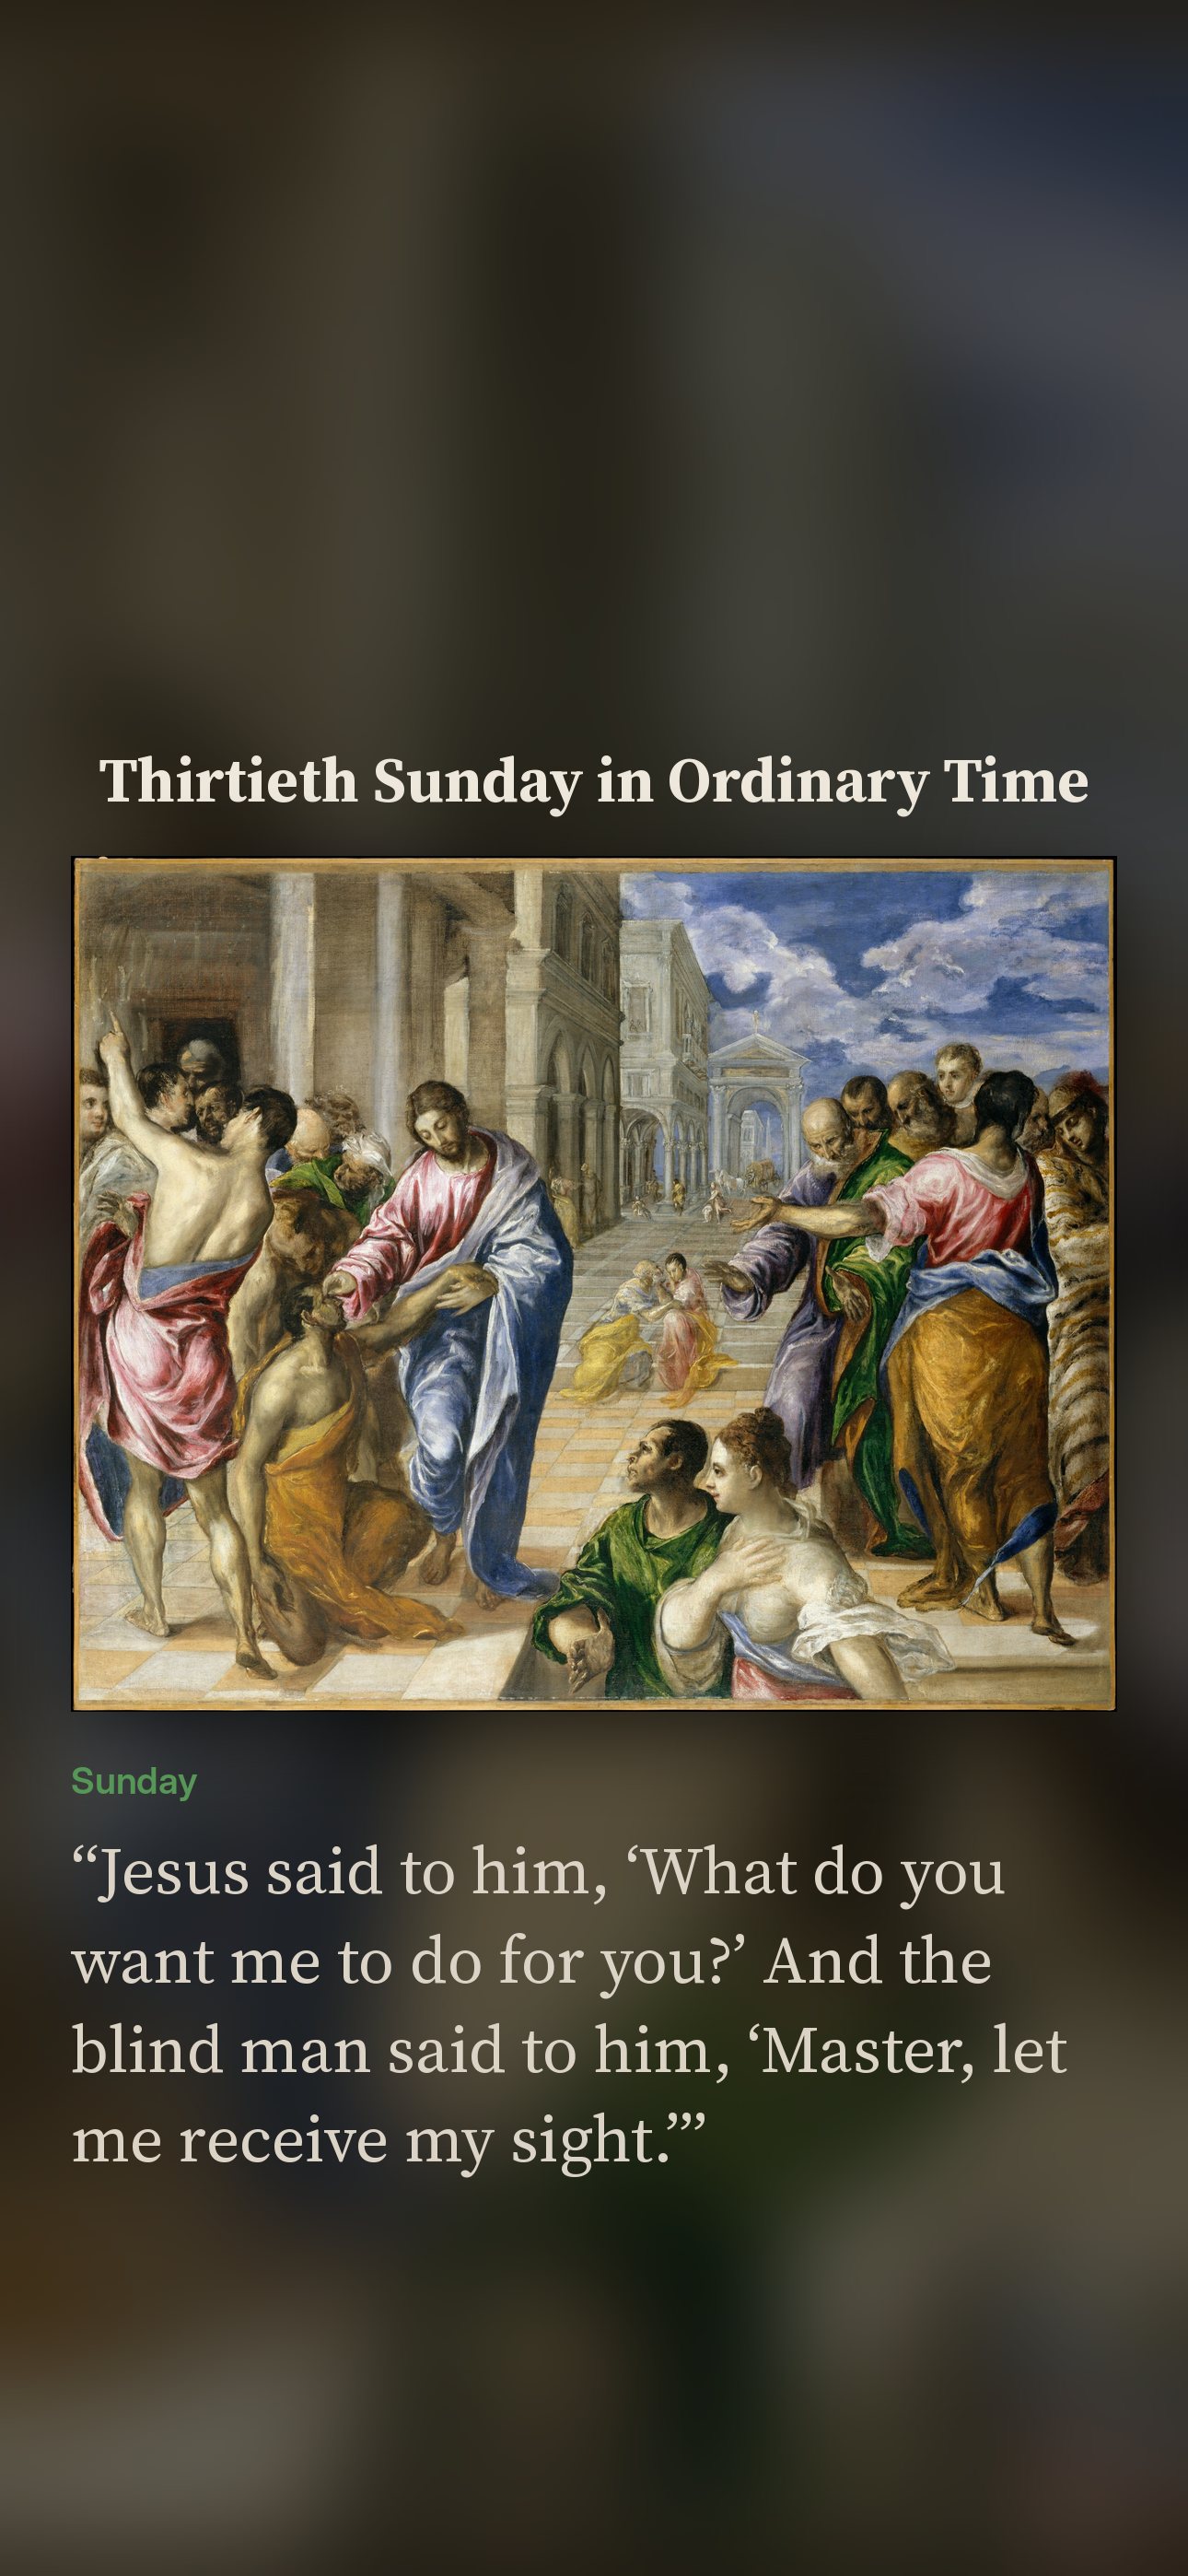 Thirtieth Sunday in Ordinary Time
Sunday
“Jesus said to him, ‘What do you
want me to do for you?’ And the
blind man said to him, ‘Master, let
me receive my sight.’”